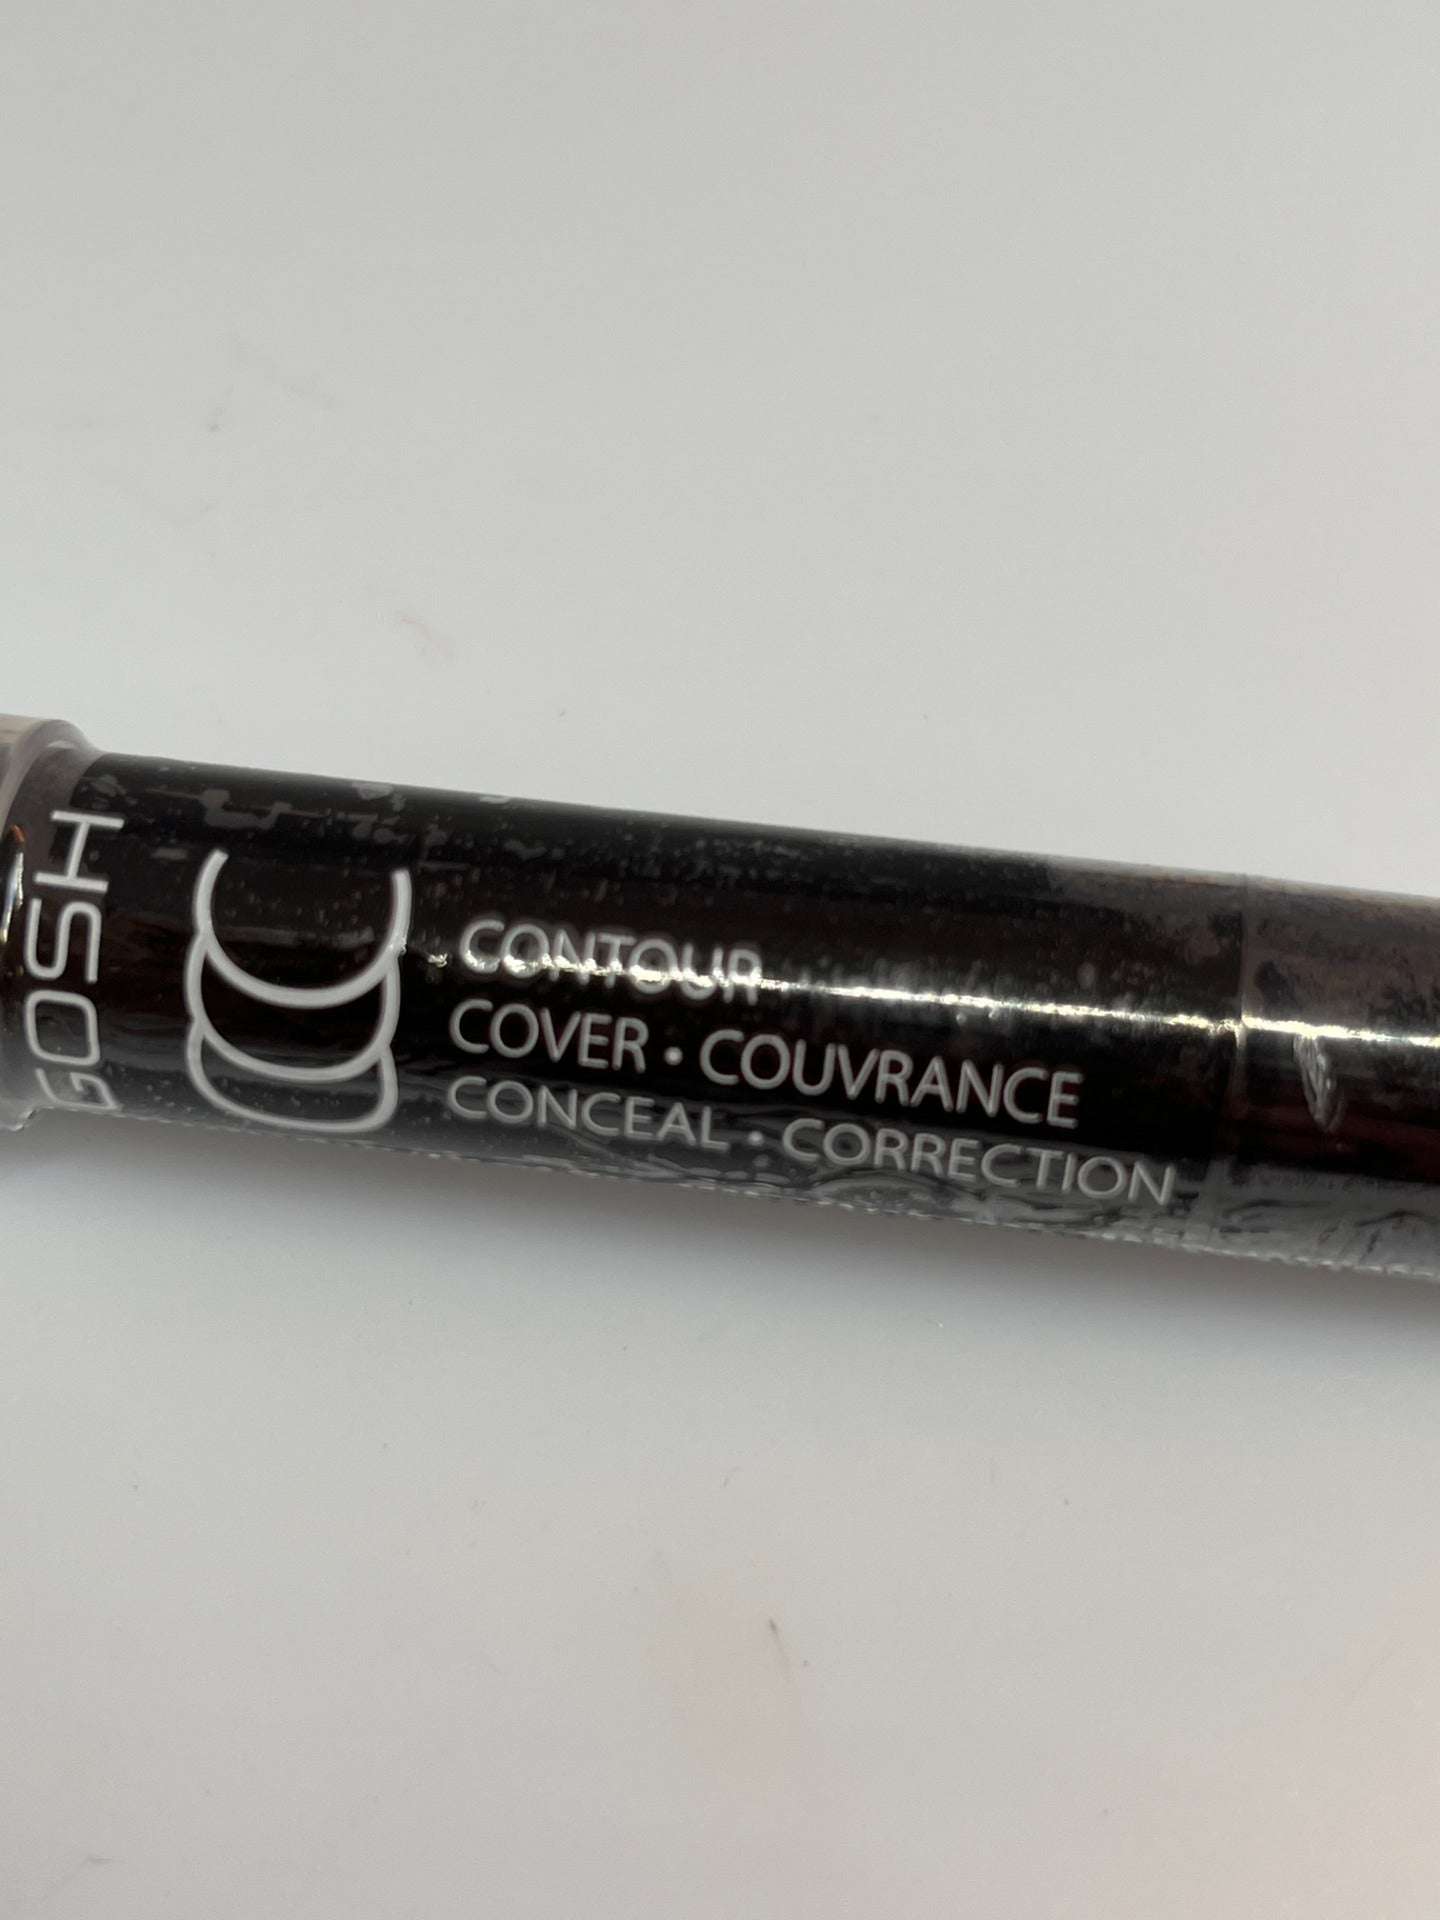 GOSH
CONTOUR
COVER • COUVRANCE
CONCEAL • CORRECTION